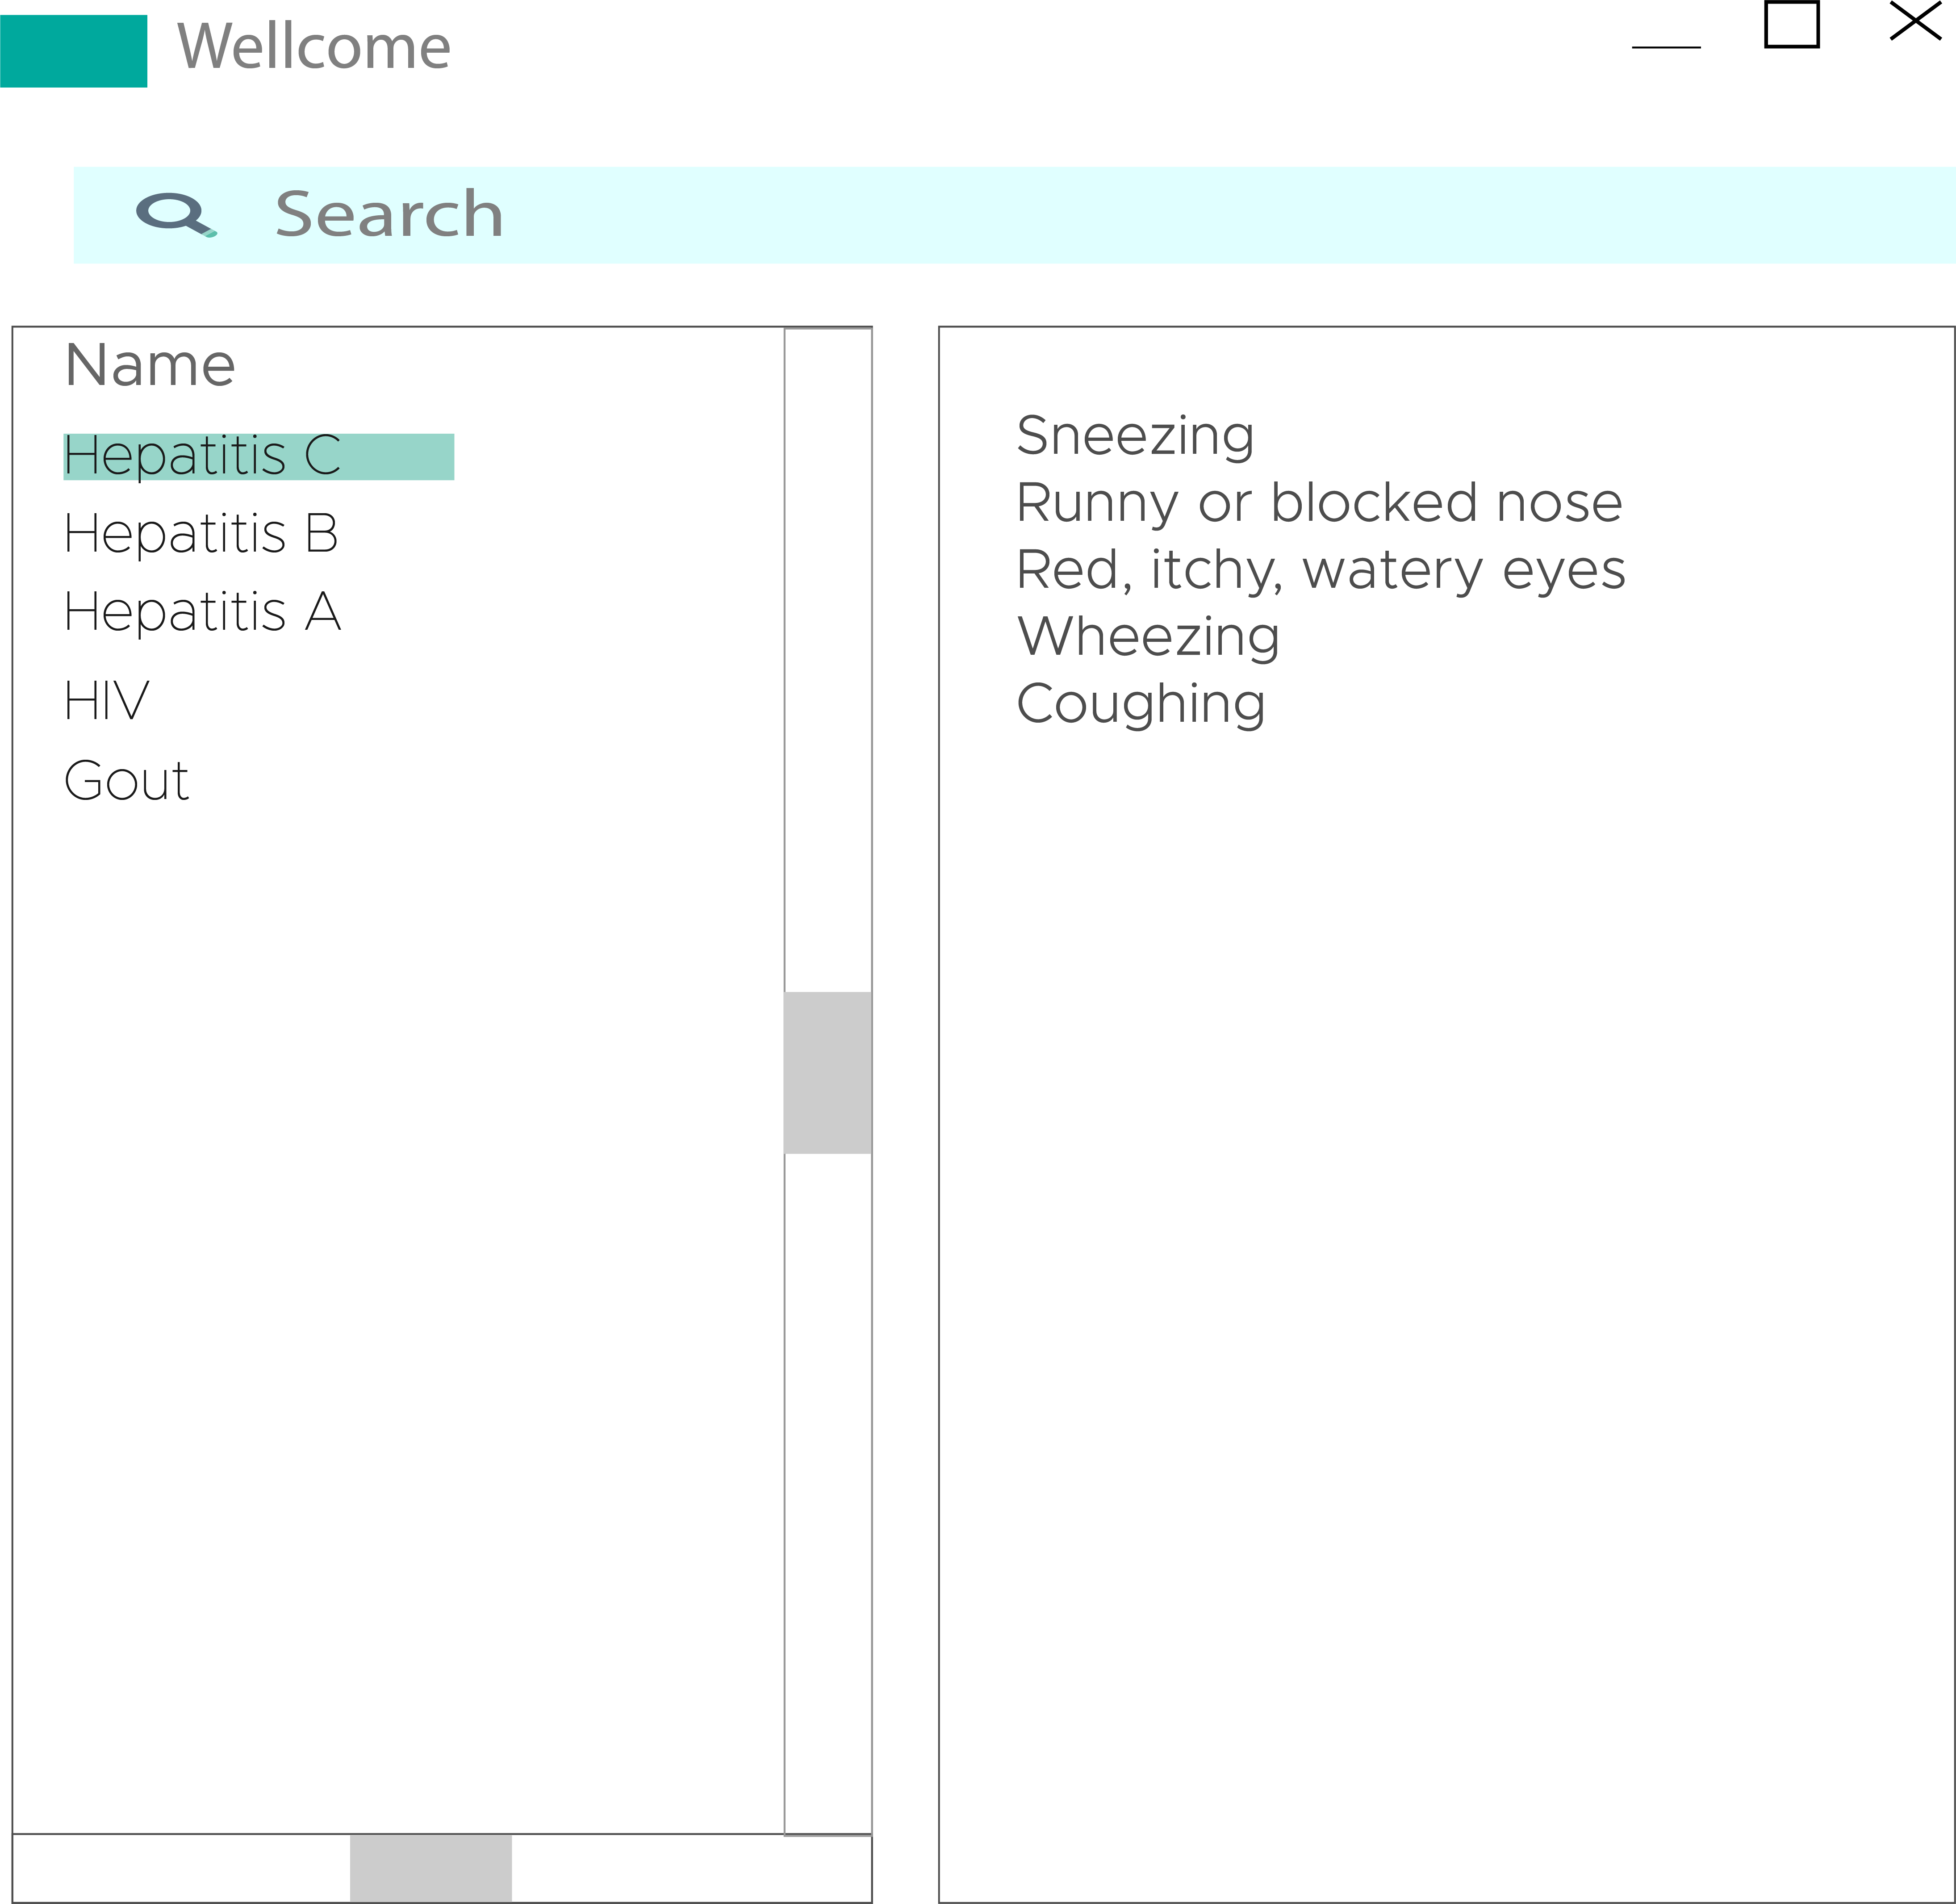 Wellcome
Search
Name
Hepatitis C
Hepatitis B
Hepatitis A
HIV
Gout
Sneezing
Runny or blocked nose
Red, itchy, watery eyes
Wheezing
Coughing